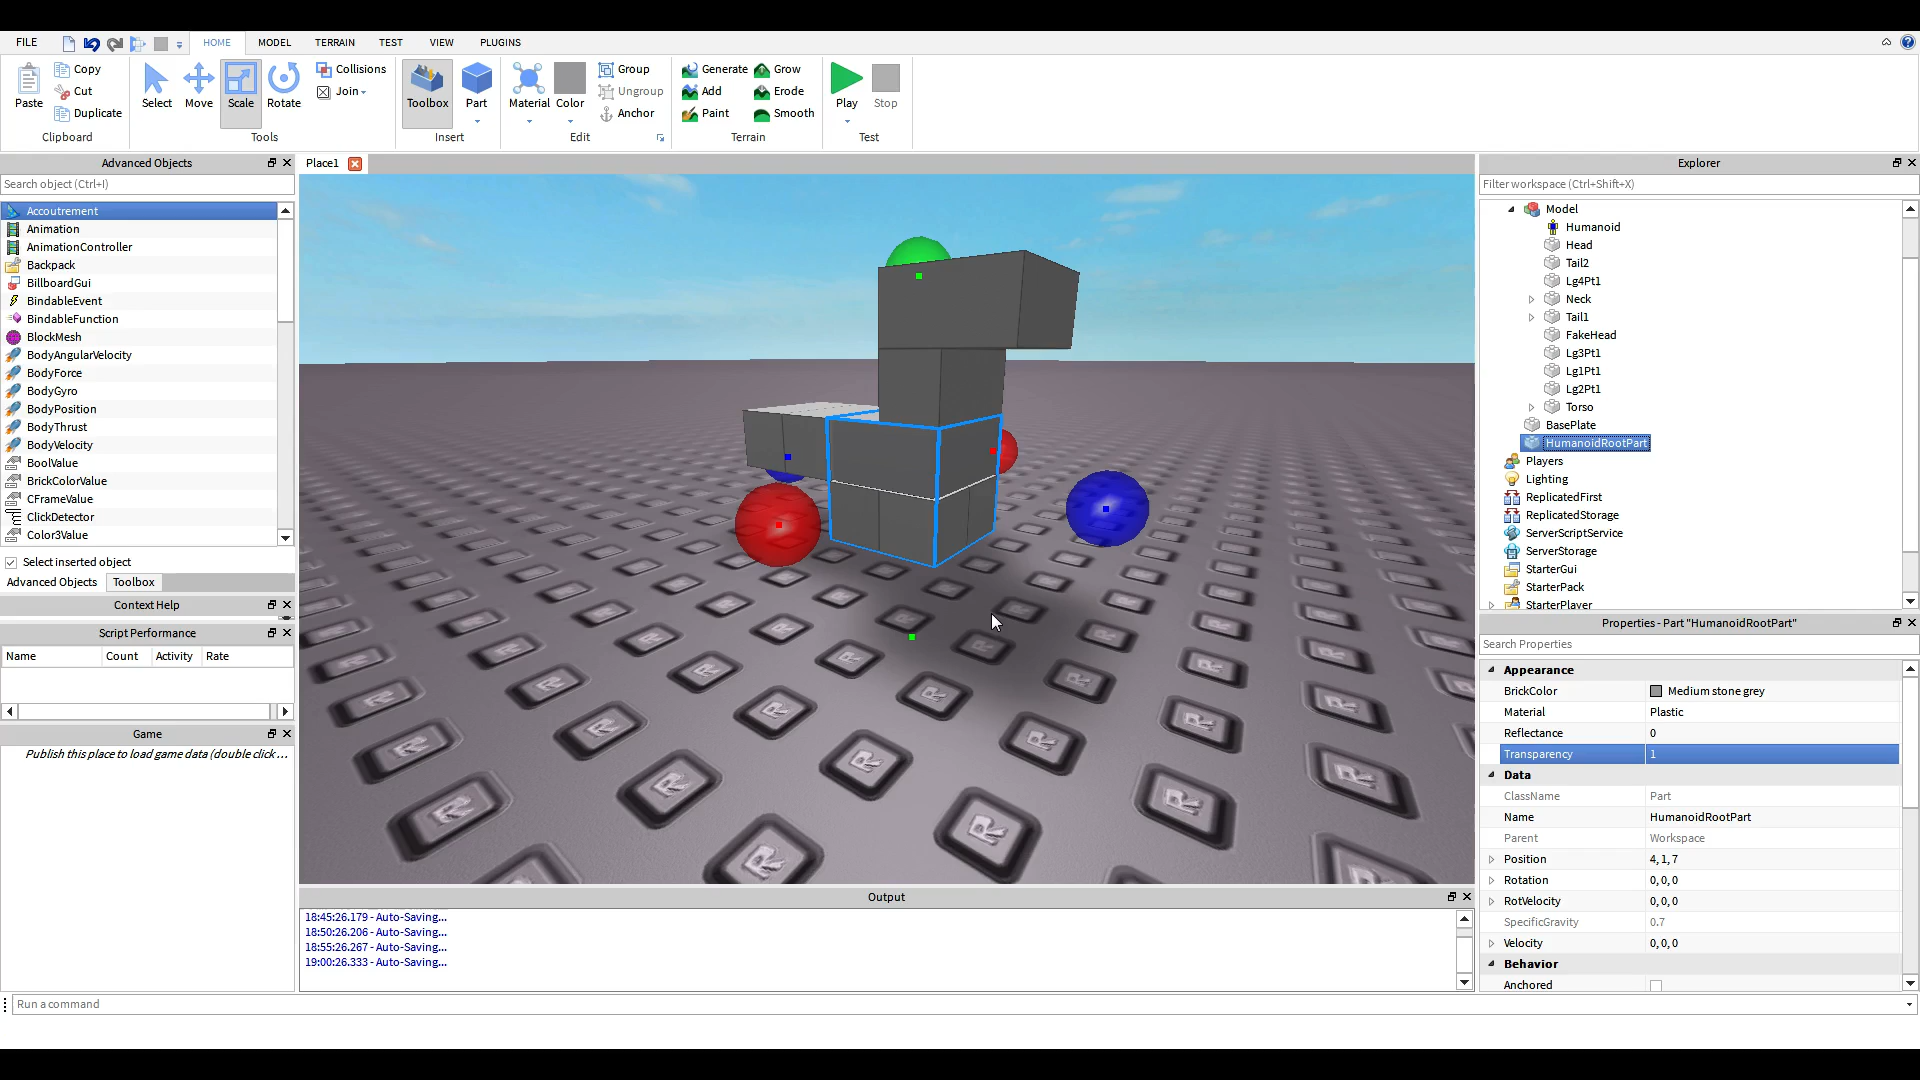 FILE
HOME
MODEL
TERRAIN
TEST
VIEW
PLUGINS
Paste
Copy
Cut
Duplicate
Clipboard
Select
Move
Scale
Rotate
Collisions
Join
Tools
Toolbox
Part
Insert
Material
Color
Group
Ungroup
Anchor
Edit
Generate
Add
Paint
Grow
Erode
Smooth
Terrain
Play
Stop
Test
Advanced Objects
Search object (Ctrl+I)
Accoutrement
Animation
AnimationController
Backpack
BillboardGui
BindableEvent
BindableFunction
BlockMesh
BodyAngularVelocity
BodyForce
BodyGyro
BodyPosition
BodyThrust
BodyVelocity
BoolValue
BrickColorValue
CFrameValue
ClickDetector
Color3Value
Select inserted object
Advanced Objects
Toolbox
Context Help
Script Performance
Name Count Activity Rate
Game
Publish this place to load game data (double click ...
Place1
Output
18:45:26.179 - Auto-Saving...
18:50:26.206 - Auto-Saving...
18:55:26.267 - Auto-Saving...
19:00:26.333 - Auto-Saving...
Explorer
Filter workspace (Ctrl+Shift+X)
Model
Humanoid
Head
Tail2
Lg4Pt1
Neck
Tail1
FakeHead
Lg3Pt1
Lg1Pt1
Lg2Pt1
Torso
BasePlate
HumanoidRootPart
Players
Lighting
ReplicatedFirst
ReplicatedStorage
ServerScriptService
ServerStorage
StarterGui
StarterPack
StarterPlayer
Properties - Part "HumanoidRootPart"
Search Properties
Appearance
BrickColor Medium stone grey
Material Plastic
Reflectance 0
Transparency 1
Data
ClassName Part
Name HumanoidRootPart
Parent Workspace
Position 4, 1, 7
Rotation 0, 0, 0
RotVelocity 0, 0, 0
SpecificGravity 0.7
Velocity 0, 0, 0
Behavior
Anchored
Run a command